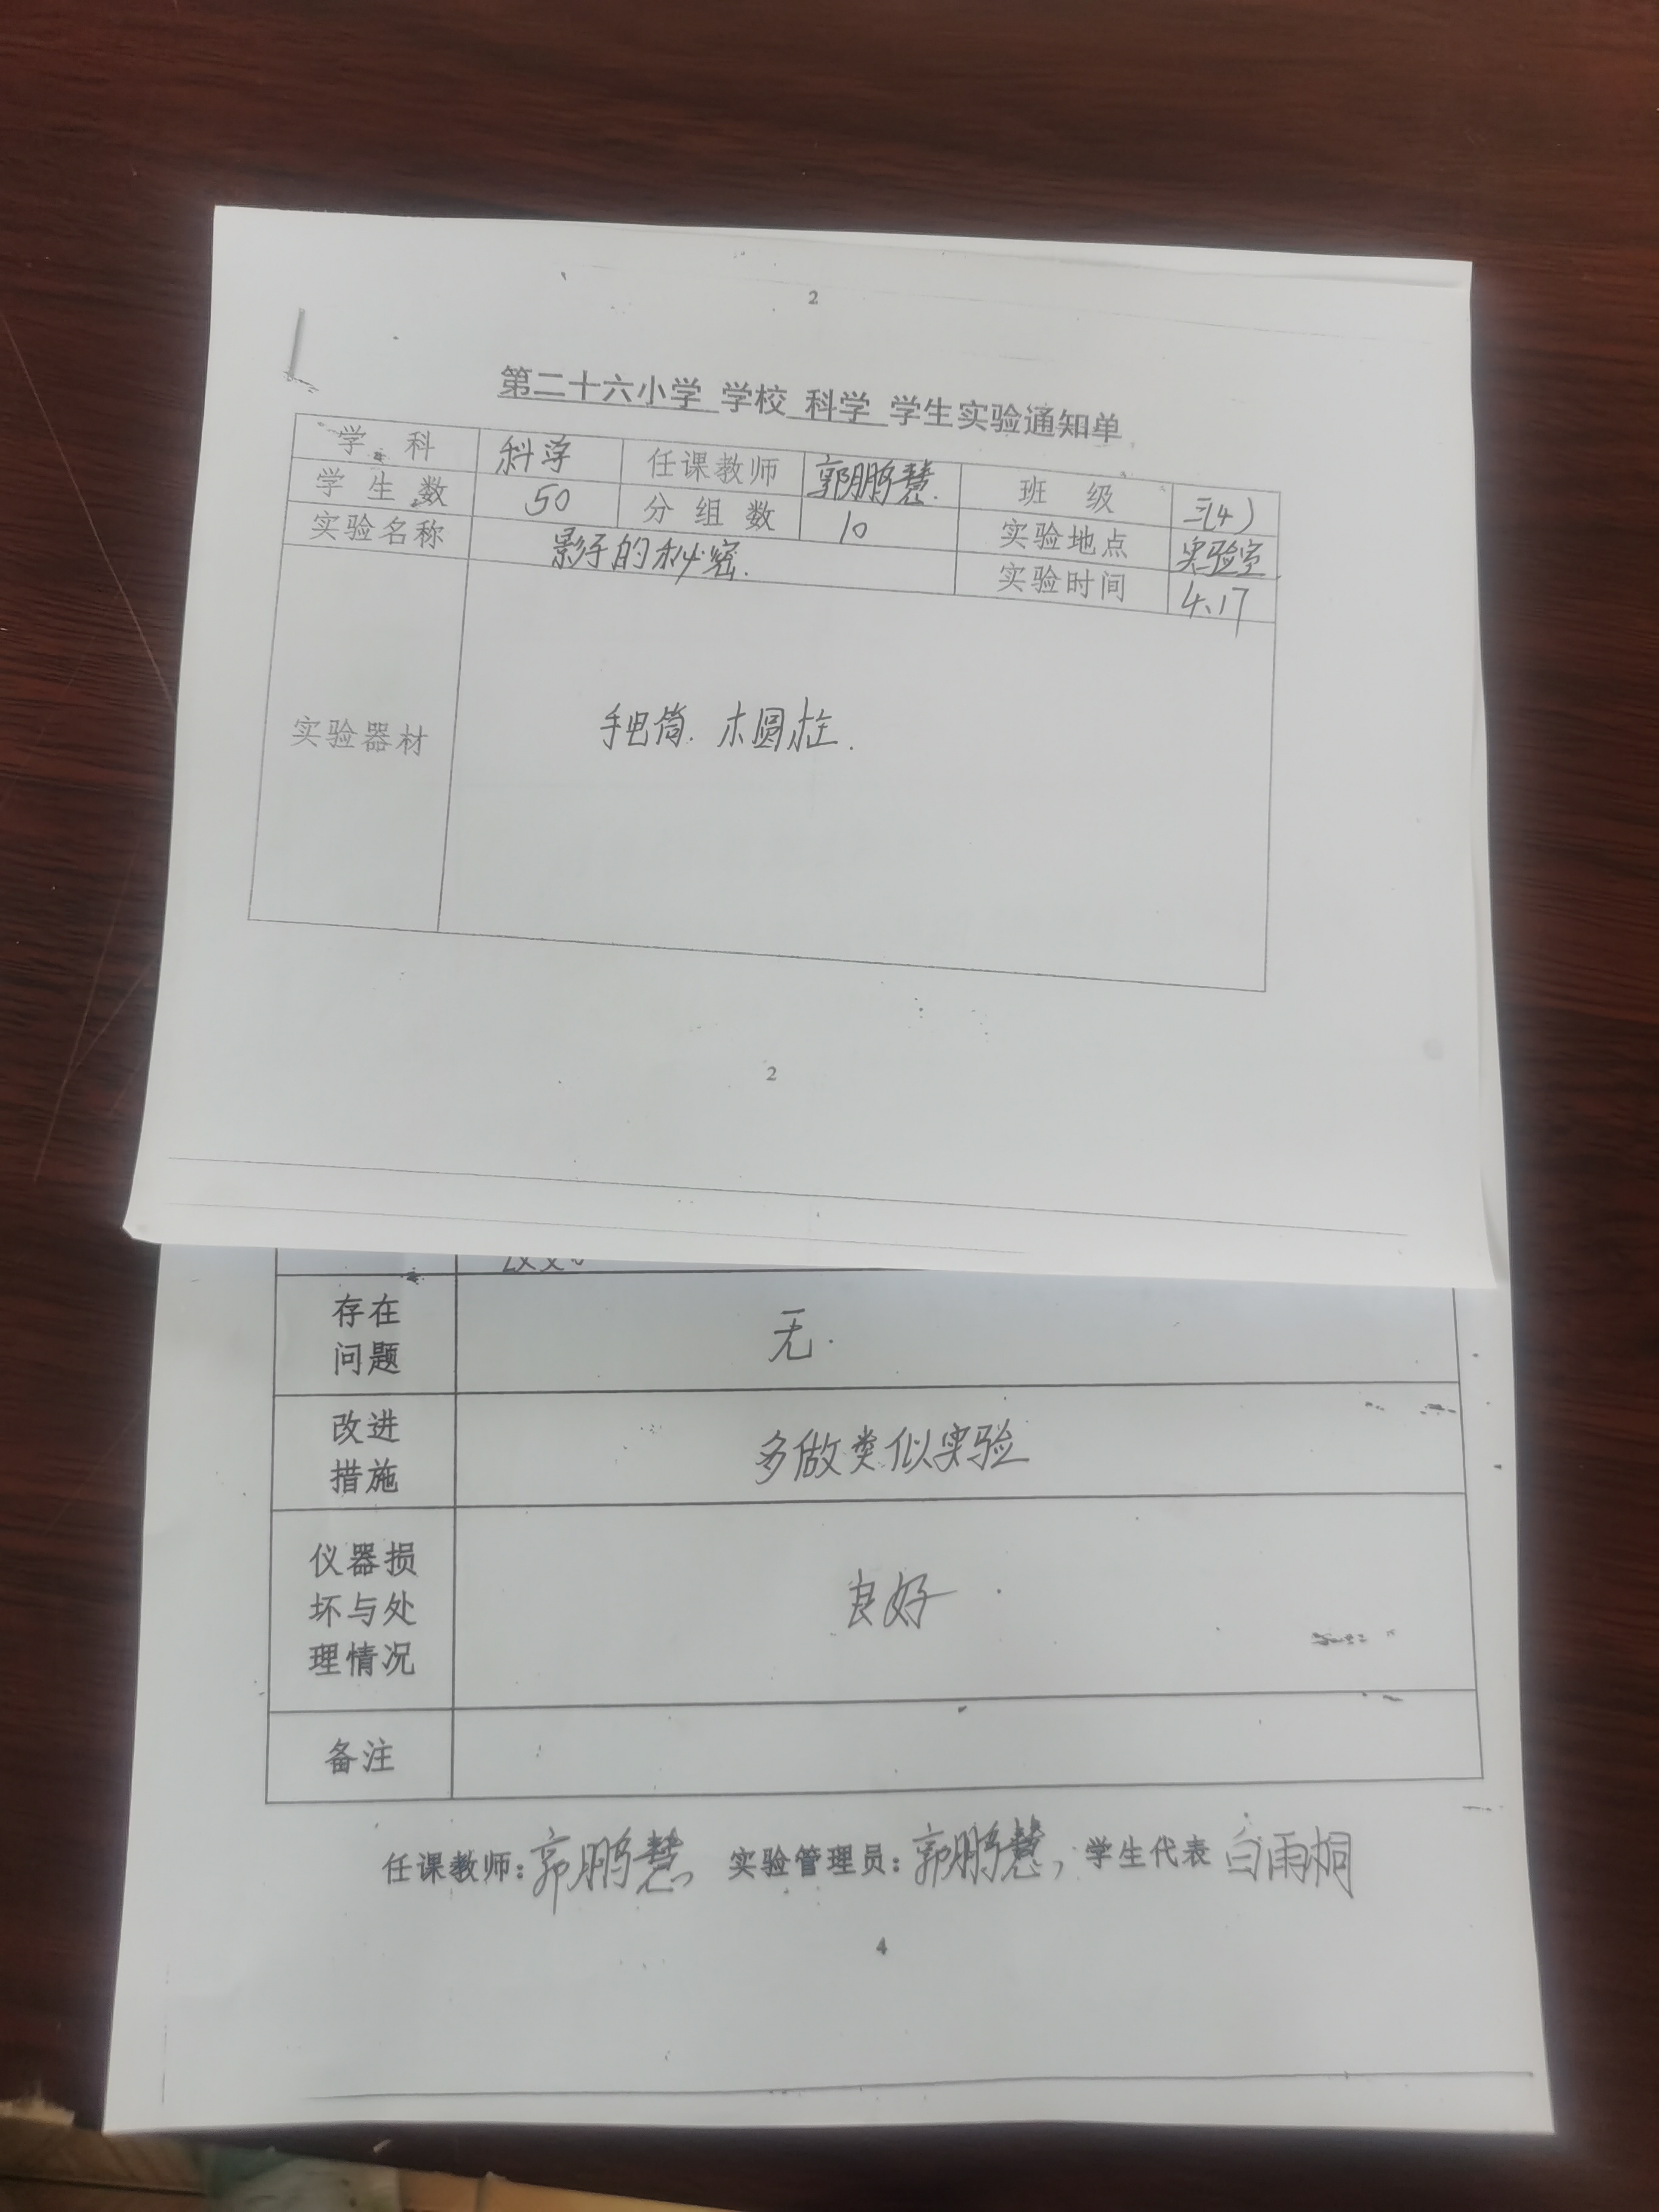 2
第二十六小学 学校 科学 学生实验通知单
学 科 科学 任课教师 郭鹏慧. 班 级 三(4)
学 生 数 50 分 组 数 10 实验地点 实验室
实验名称 影子的秘密. 实验时间 4.17
实验器材 手电筒. 木圆柱.
2
存在
问题 无.
改进
措施 多做类似实验
仪器损
坏与处
理情况 良好
备注
任课教师: 郭鹏慧 实验管理员: 郭鹏慧, 学生代表 白雨桐
4